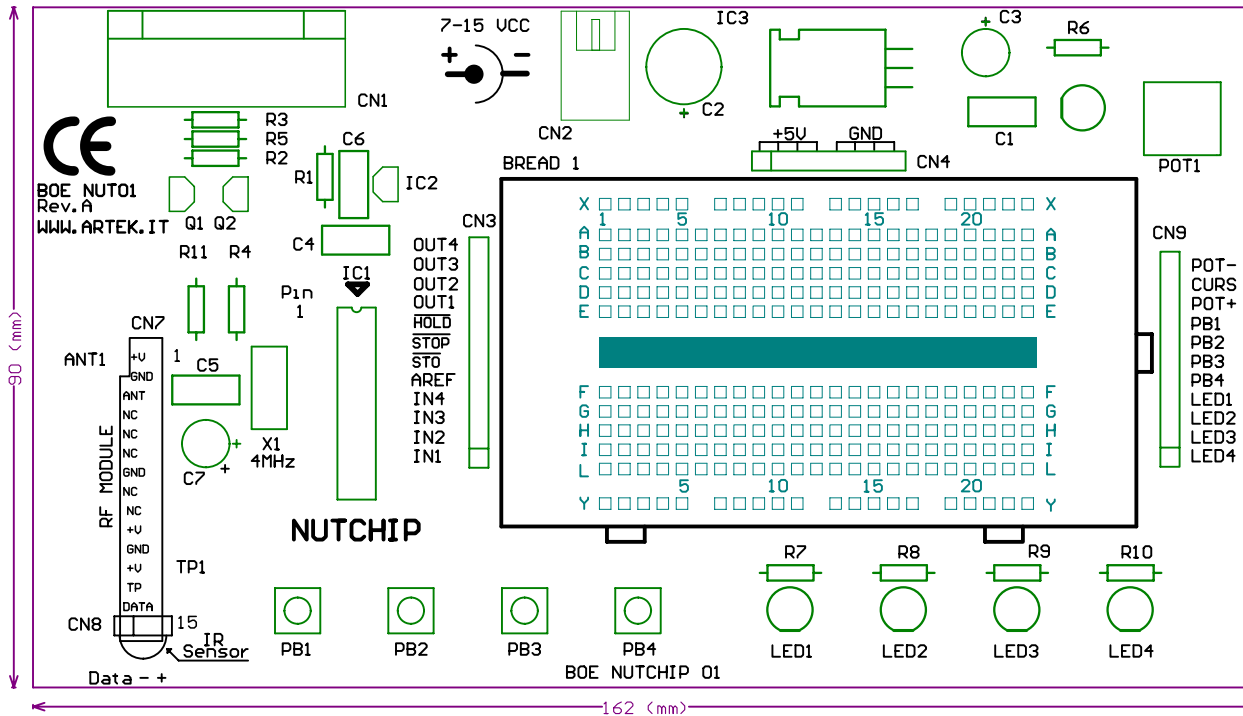 7-15 VCC
+ -
IC3
C3
+
R6
CN1
CN2
C2
+
C1
POT1
R3
R5
R2
CE
BOE NUT01
Rev.A
WWW.ARTEK.IT
Q1 Q2
R1
C6
IC2
C4
R11 R4
IC1
Pin
1
+5V GND
CN4
BREAD 1
CN3
OUT4
OUT3
OUT2
OUT1
HOLD
STOP
STO
AREF
IN4
IN3
IN2
IN1
X X
1 5 10 15 20
A A
B B
C C
D D
E E
F F
G G
H H
I I
L L
5 10 15 20
Y Y
CN9
POT-
CURS
POT+
PB1
PB2
PB3
PB4
LED1
LED2
LED3
LED4
CN7
ANT1
1
+V
GND
ANT
NC
NC
NC
GND
NC
NC
+V
GND
+V
TP
DATA
RF MODULE
C5
X1
4MHz
C7
+
+
NUTCHIP
TP1
CN8
15
IR
Sensor
Data - +
PB1
PB2
PB3
PB4
R7
R8
R9
R10
LED1
LED2
LED3
LED4
BOE NUTCHIP 01
90 (mm)
162 (mm)